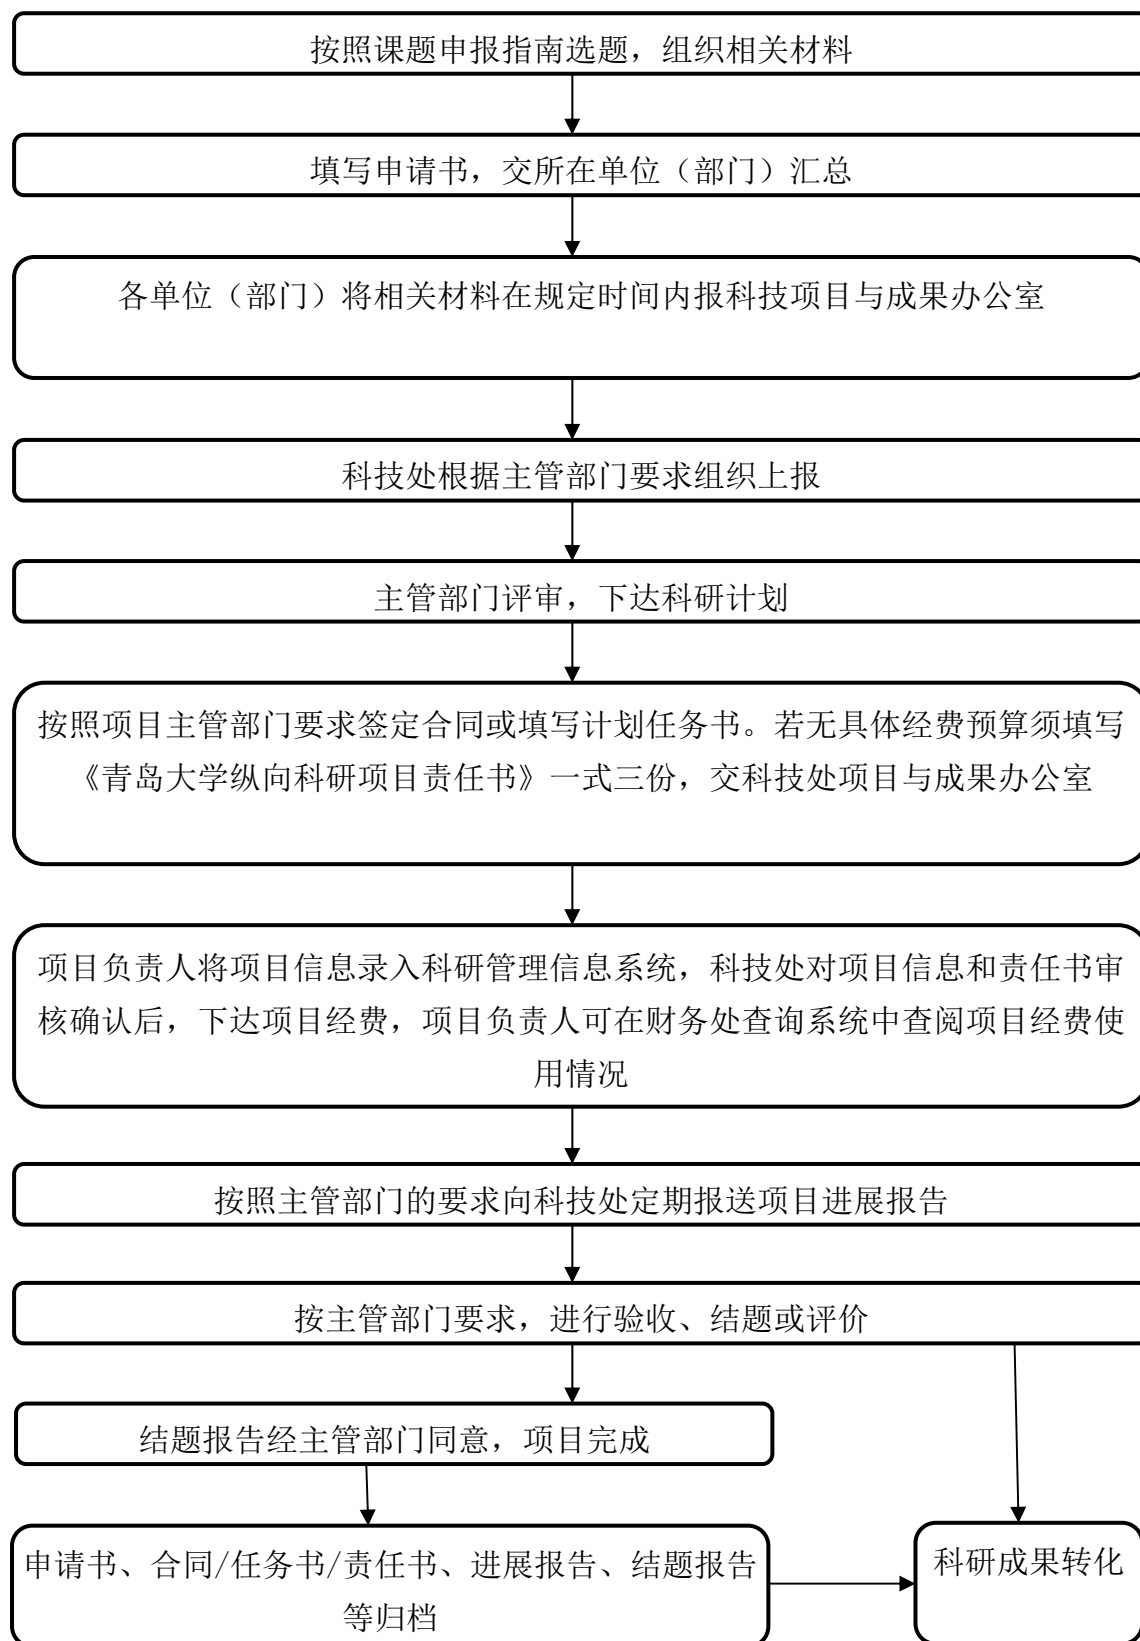 按照课题申报指南选题，组织相关材料
填写申请书，交所在单位（部门）汇总
各单位（部门）将相关材料在规定时间内报科技项目与成果办公室
科技处根据主管部门要求组织上报
主管部门评审，下达科研计划
按照项目主管部门要求签定合同或填写计划任务书。若无具体经费预算须填写
《青岛大学纵向科研项目责任书》一式三份，交科技处项目与成果办公室
项目负责人将项目信息录入科研管理信息系统，科技处对项目信息和责任书审
核确认后，下达项目经费，项目负责人可在财务处查询系统中查阅项目经费使
用情况
按照主管部门的要求向科技处定期报送项目进展报告
按主管部门要求，进行验收、结题或评价
结题报告经主管部门同意，项目完成
申请书、合同/任务书/责任书、进展报告、结题报告
等归档
科研成果转化